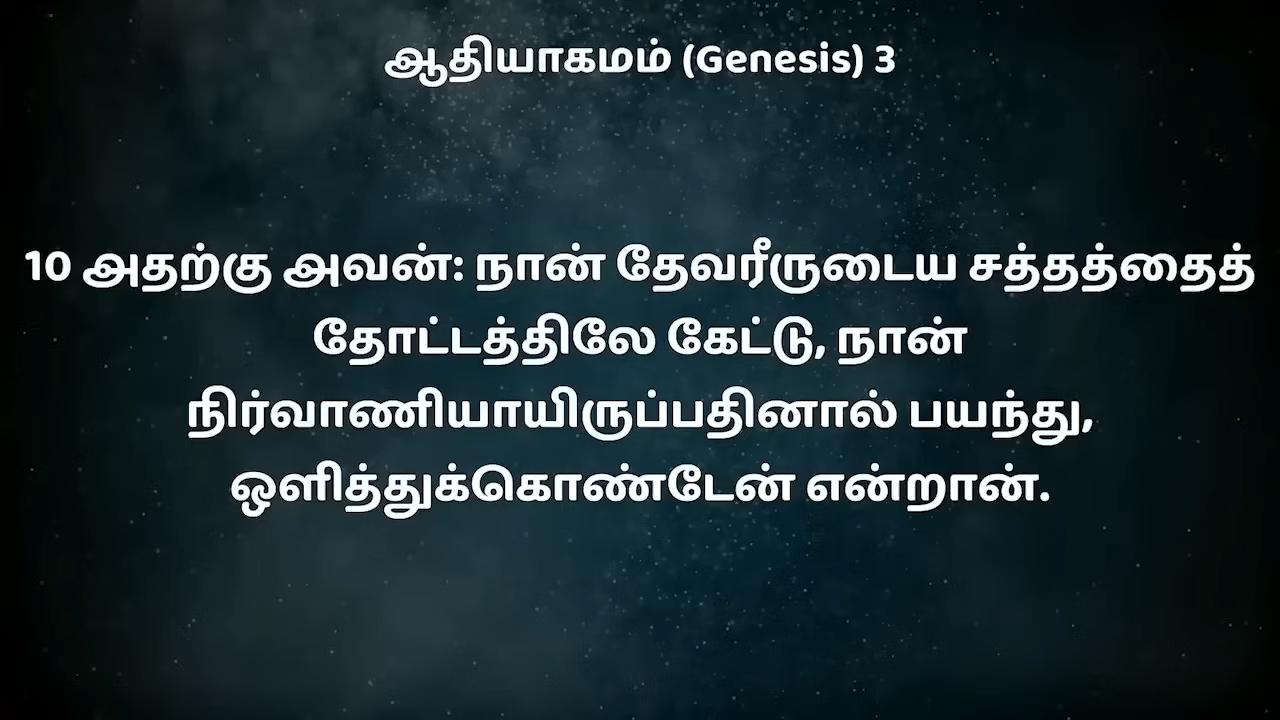 ஆதியாகமம் (Genesis) 3
10 அதற்கு அவன்: நான் தேவரீருடைய சத்தத்தைத்
தோட்டத்திலே கேட்டு, நான்
நிர்வாணியாயிருப்பதினால் பயந்து,
ஒளித்துக்கொண்டேன் என்றான்.